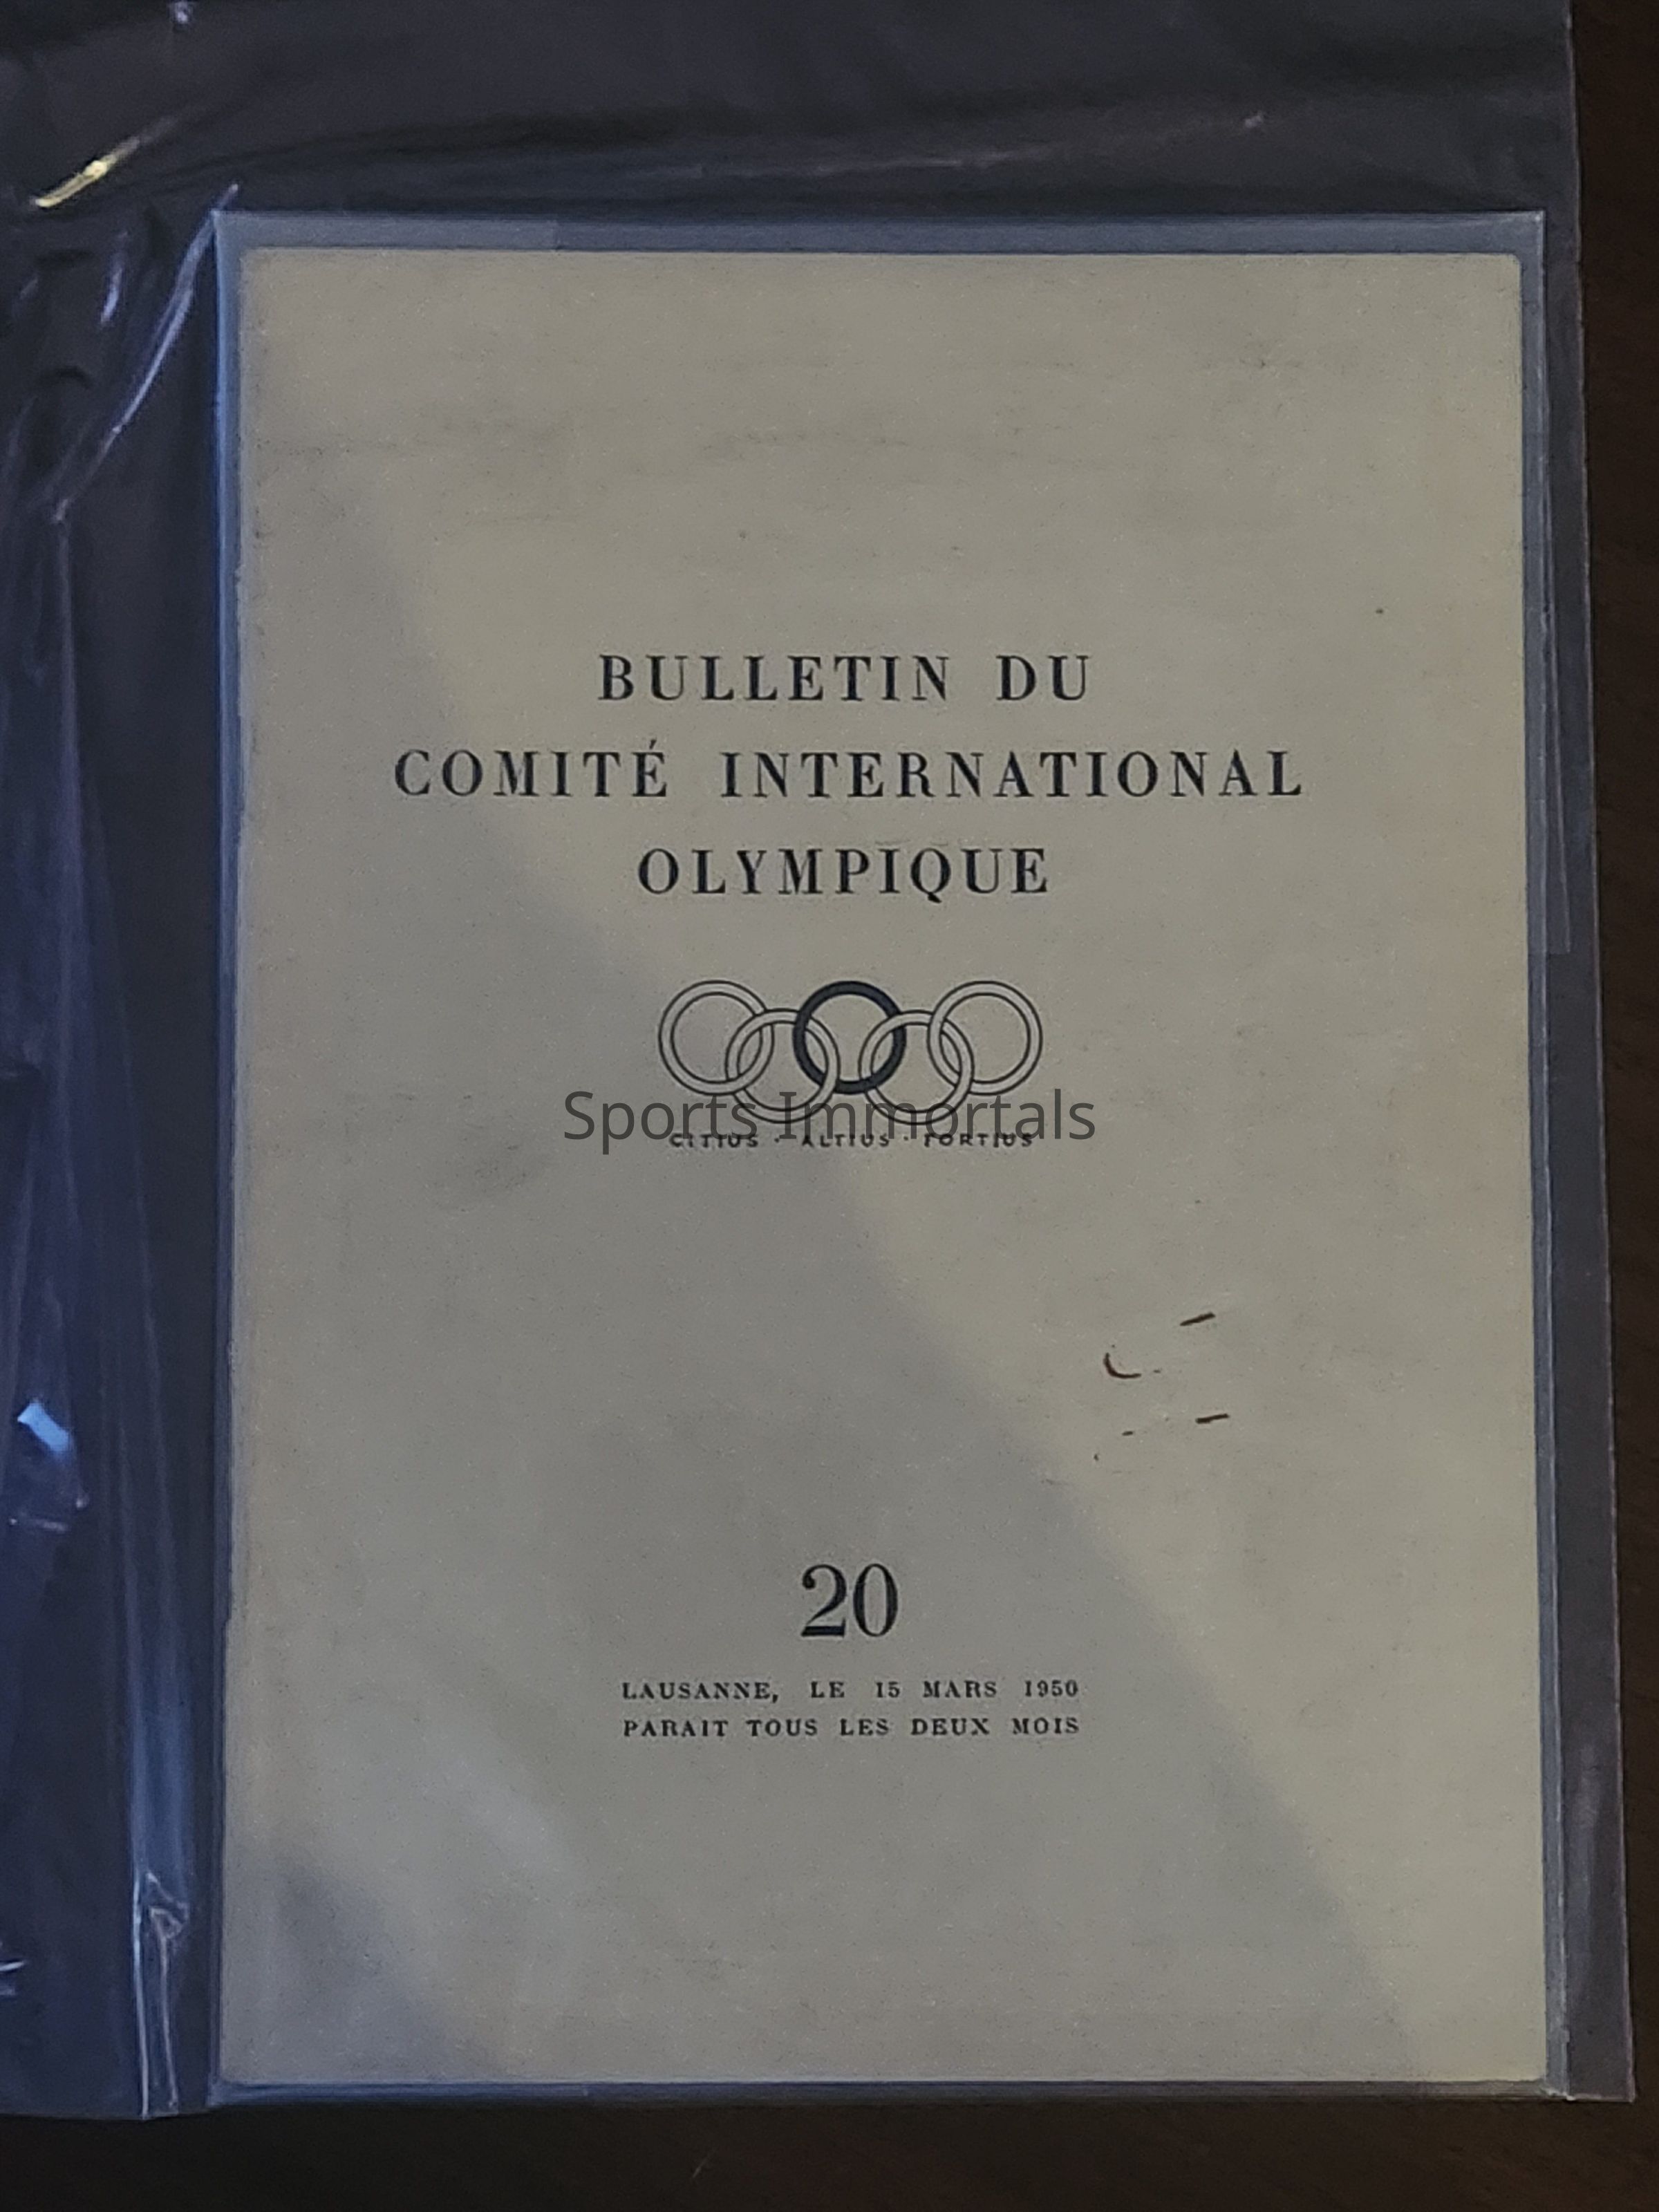 BULLETIN DU
COMITÉ INTERNATIONAL
OLYMPIQUE
Sports Immortals
CITIUS · ALTIUS · FORTIUS
20
LAUSANNE, LE 15 MARS 1950
PARAIT TOUS LES DEUX MOIS